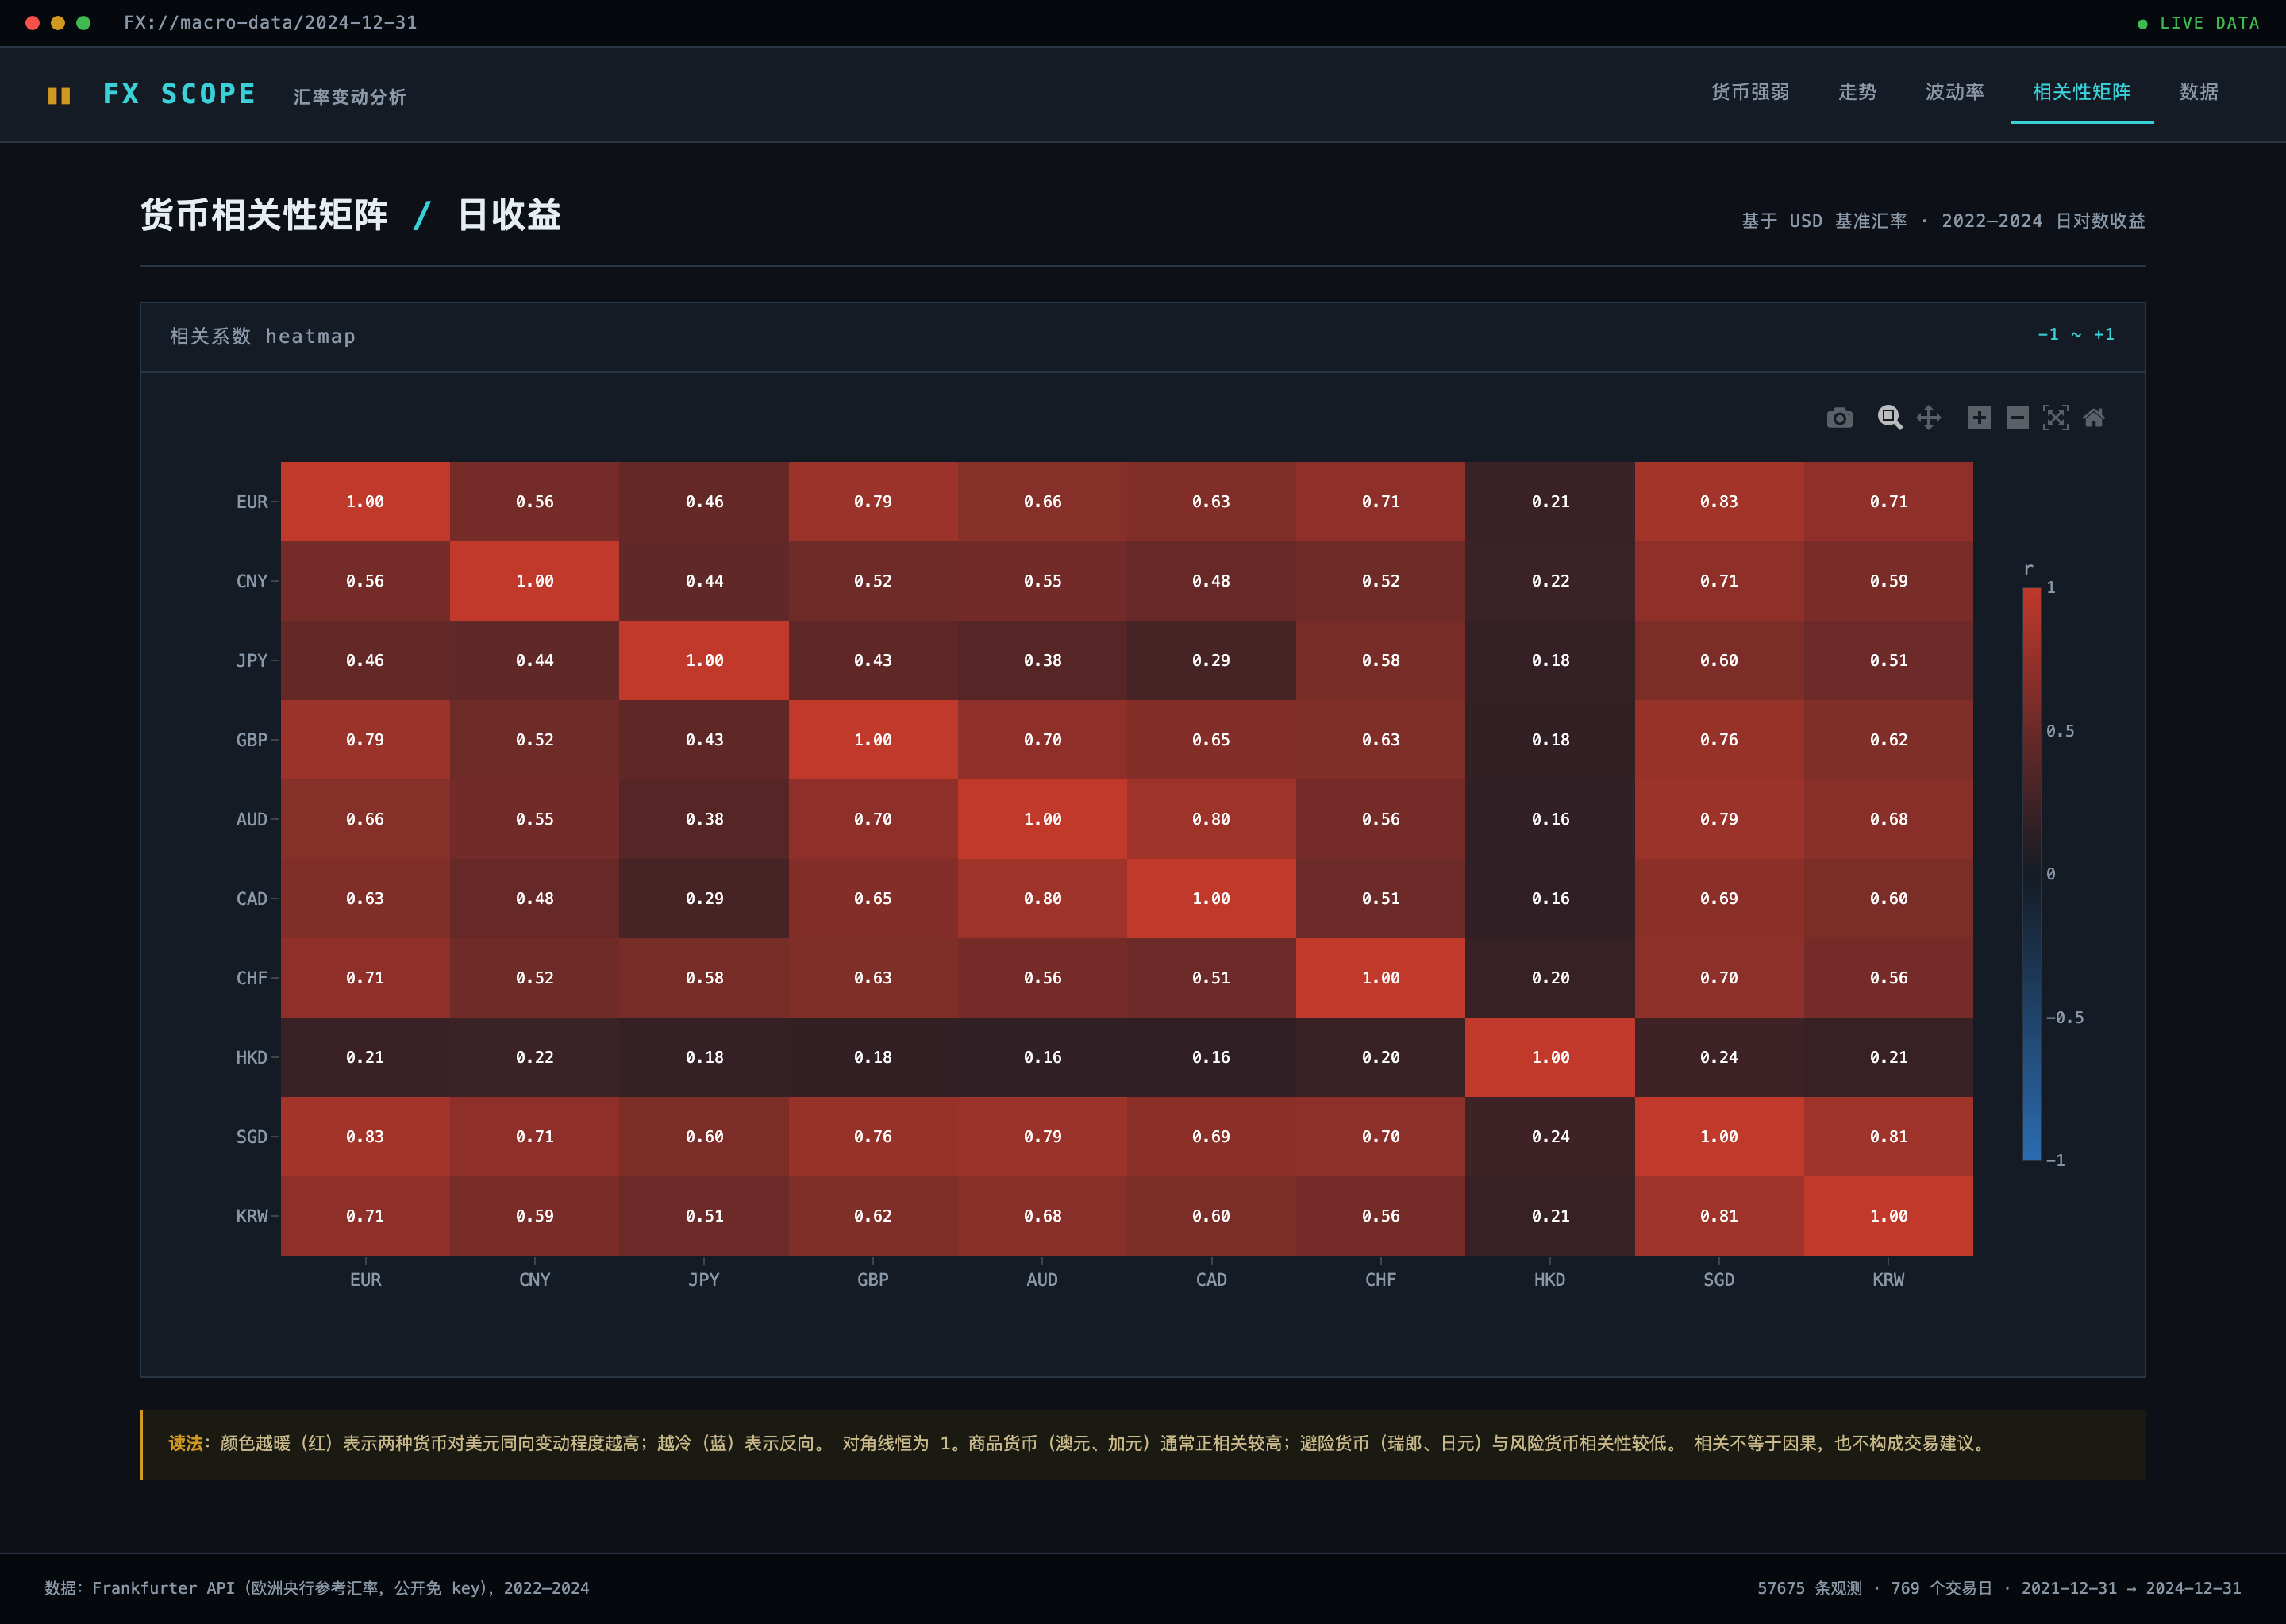 FX://macro-data/2024-12-31
● LIVE DATA
FX SCOPE 汇率变动分析
货币强弱 走势 波动率 相关性矩阵 数据
货币相关性矩阵 / 日收益
基于 USD 基准汇率 · 2022—2024 日对数收益
相关系数 heatmap
-1 ~ +1
EUR 1.00 0.56 0.46 0.79 0.66 0.63 0.71 0.21 0.83 0.71
CNY 0.56 1.00 0.44 0.52 0.55 0.48 0.52 0.22 0.71 0.59
JPY 0.46 0.44 1.00 0.43 0.38 0.29 0.58 0.18 0.60 0.51
GBP 0.79 0.52 0.43 1.00 0.70 0.65 0.63 0.18 0.76 0.62
AUD 0.66 0.55 0.38 0.70 1.00 0.80 0.56 0.16 0.79 0.68
CAD 0.63 0.48 0.29 0.65 0.80 1.00 0.51 0.16 0.69 0.60
CHF 0.71 0.52 0.58 0.63 0.56 0.51 1.00 0.20 0.70 0.56
HKD 0.21 0.22 0.18 0.18 0.16 0.16 0.20 1.00 0.24 0.21
SGD 0.83 0.71 0.60 0.76 0.79 0.69 0.70 0.24 1.00 0.81
KRW 0.71 0.59 0.51 0.62 0.68 0.60 0.56 0.21 0.81 1.00
EUR CNY JPY GBP AUD CAD CHF HKD SGD KRW
r
1
0.5
0
−0.5
−1
读法：颜色越暖（红）表示两种货币对美元同向变动程度越高；越冷（蓝）表示反向。 对角线恒为 1。商品货币（澳元、加元）通常正相关较高；避险货币（瑞郎、日元）与风险货币相关性较低。 相关不等于因果，也不构成交易建议。
数据：Frankfurter API（欧洲央行参考汇率，公开免 key），2022—2024
57675 条观测 · 769 个交易日 · 2021-12-31 → 2024-12-31